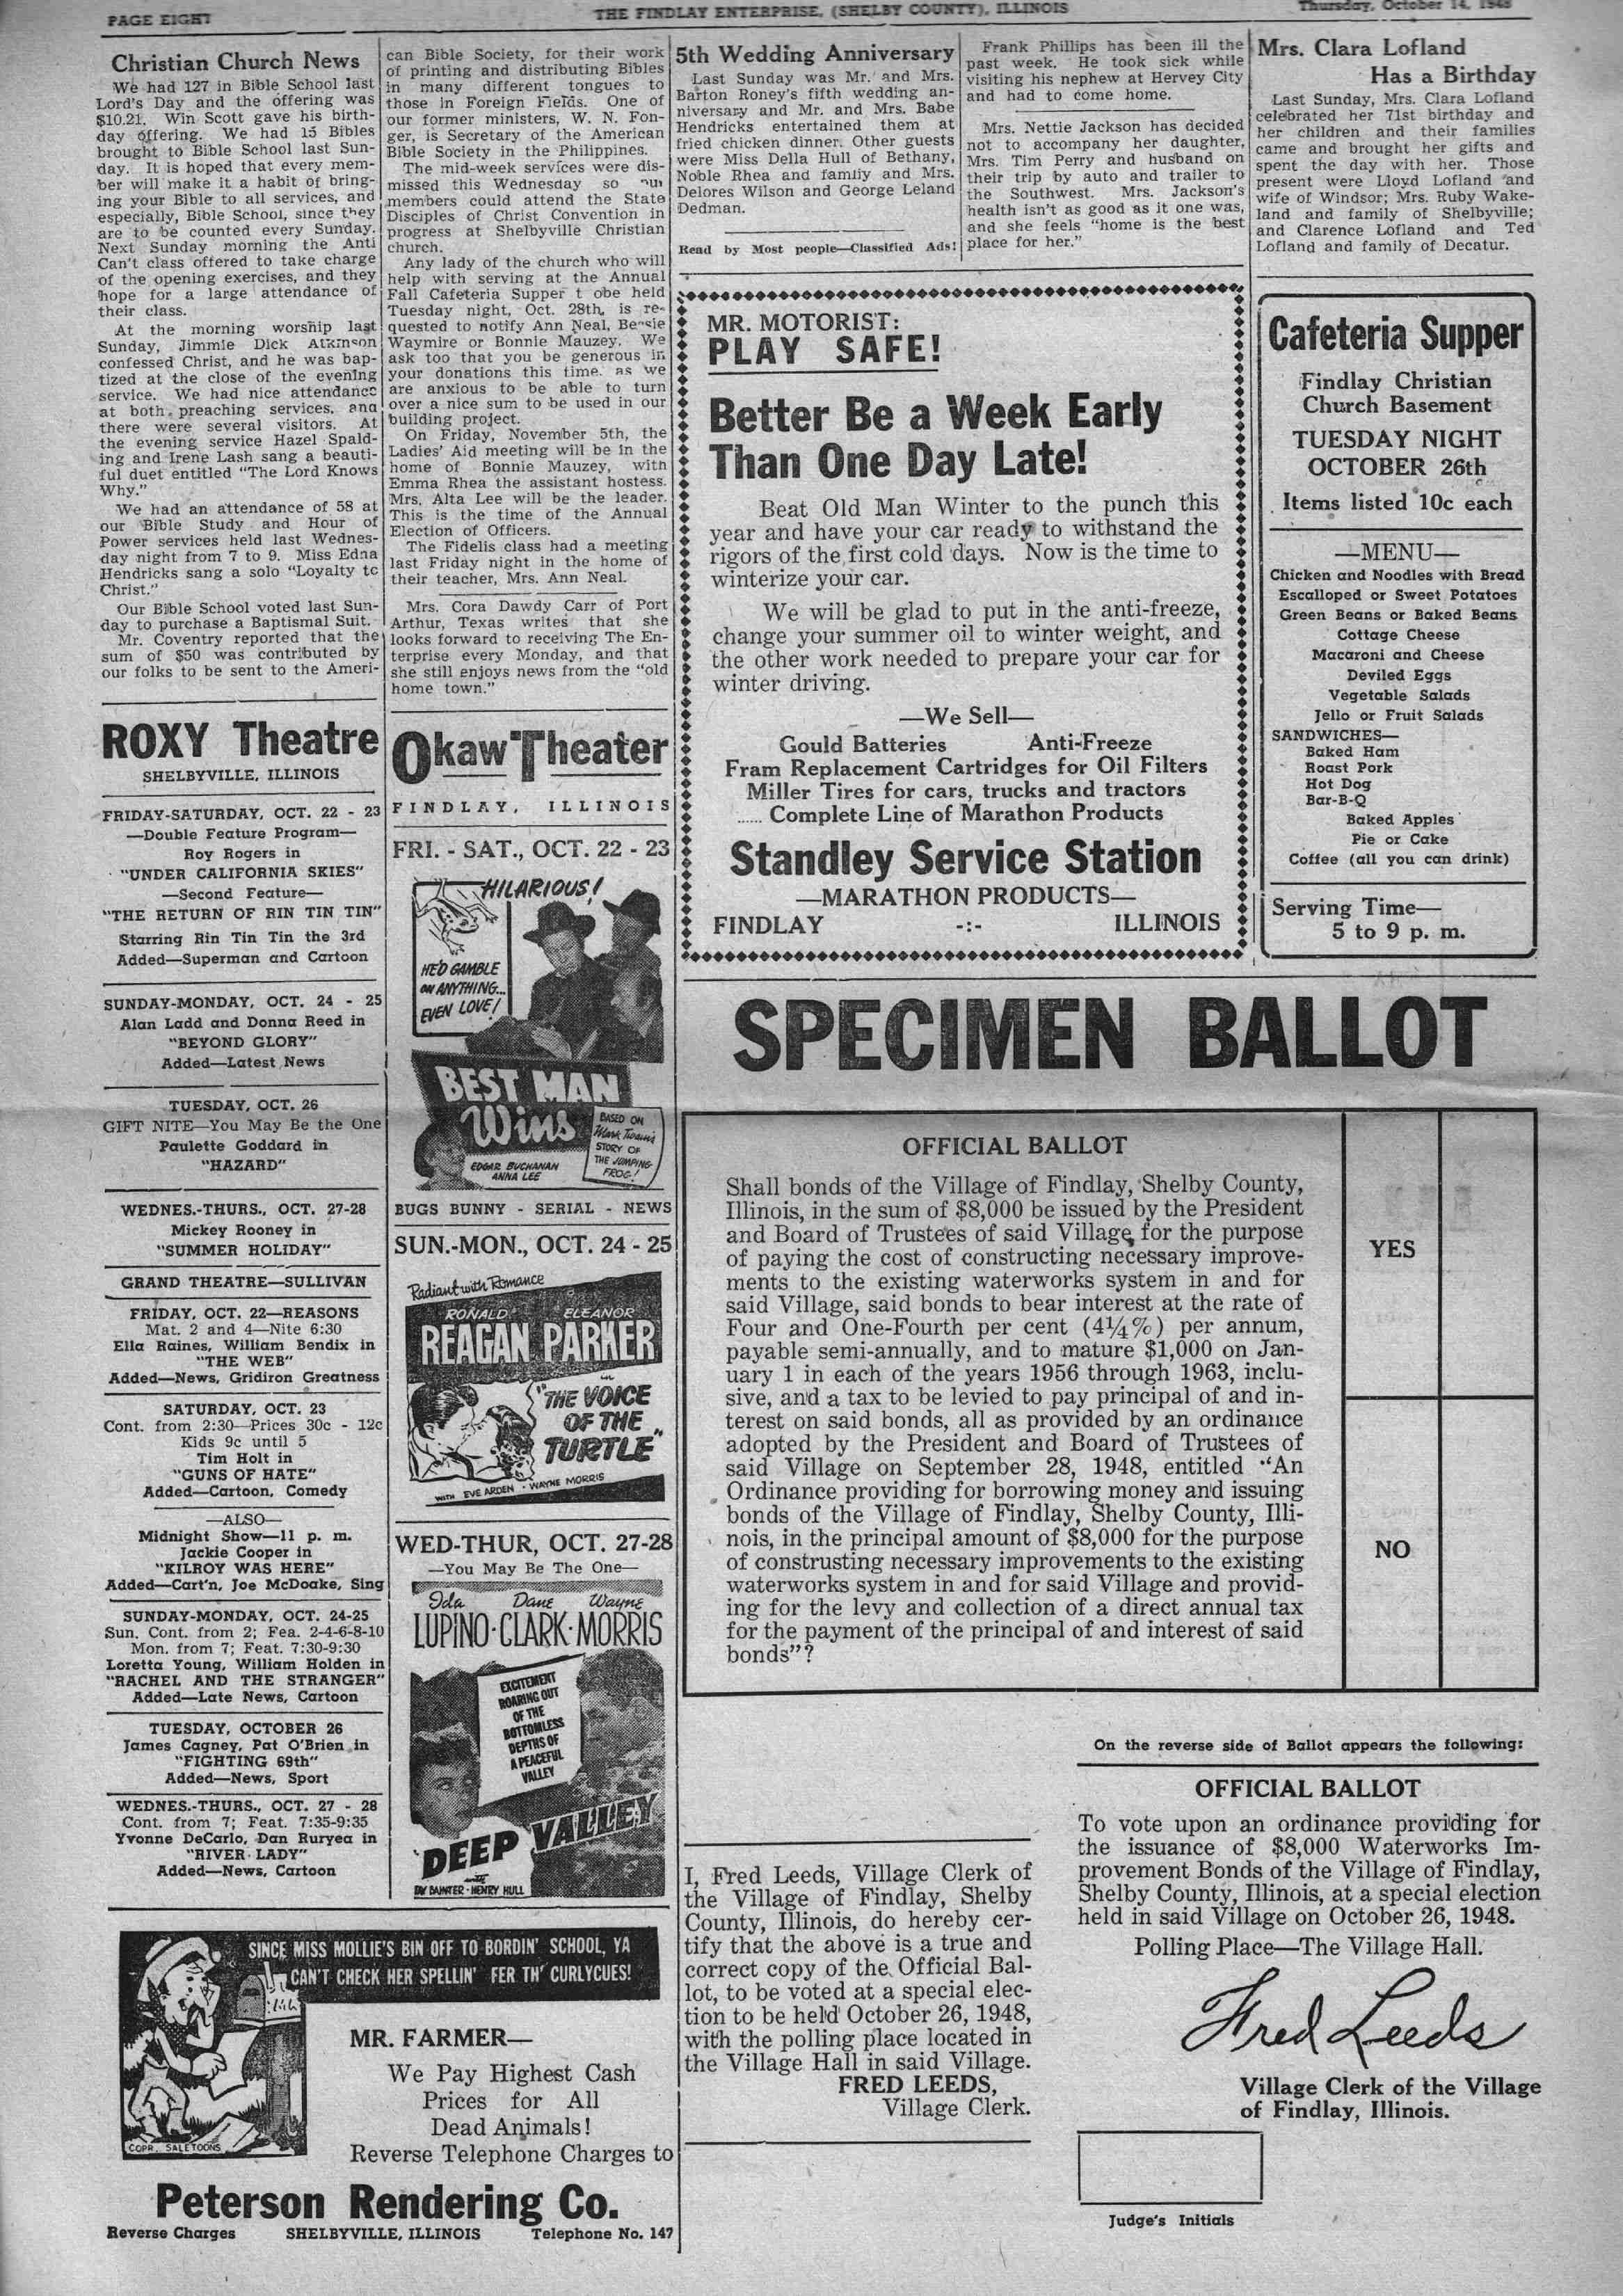 PAGE EIGHT
THE FINDLAY ENTERPRISE, (SHELBY COUNTY), ILLINOIS
Thursday, October 14, 1948
Christian Church News
We had 127 in Bible School last
Lord's Day and the offering was
$10.21. Win Scott gave his birth-
day offering. We had 15 Bibles
brought to Bible School last Sun-
day. It is hoped that every mem-
ber will make it a habit of bring-
ing your Bible to all services, and
especially, Bible School, since they
are to be counted every Sunday.
Next Sunday morning the Anti
Can't class offered to take charge
of the opening exercises, and they
hope for a large attendance of
their class.
At the morning worship last
Sunday, Jimmie Dick Atkinson
confessed Christ, and he was bap-
tized at the close of the evening
service. We had nice attendance
at both preaching services, and
there were several visitors. At
the evening service Hazel Spald-
ing and Irene Lash sang a beauti-
ful duet entitled "The Lord Knows
Why."
We had an attendance of 58 at
our Bible Study and Hour of
Power services held last Wednes-
day night from 7 to 9. Miss Edna
Hendricks sang a solo "Loyalty to
Christ."
Our Bible School voted last Sun-
day to purchase a Baptismal Suit.
Mr. Coventry reported that the
sum of $50 was contributed by
our folks to be sent to the Ameri-
can Bible Society, for their work
of printing and distributing Bibles
in many different tongues to
those in Foreign Fields. One of
our former ministers, W. N. Fon-
ger, is Secretary of the American
Bible Society in the Philippines.
The mid-week services were dis-
missed this Wednesday so our
members could attend the State
Disciples of Christ Convention in
progress at Shelbyville Christian
church.
Any lady of the church who will
help with serving at the Annual
Fall Cafeteria Supper t obe held
Tuesday night, Oct. 28th, is re-
quested to notify Ann Neal, Bessie
Waymire or Bonnie Mauzey. We
ask too that you be generous in
your donations this time. as we
are anxious to be able to turn
over a nice sum to be used in our
building project.
On Friday, November 5th, the
Ladies' Aid meeting will be in the
home of Bonnie Mauzey, with
Emma Rhea the assistant hostess.
Mrs. Alta Lee will be the leader.
This is the time of the Annual
Election of Officers.
The Fidelis class had a meeting
last Friday night in the home of
their teacher, Mrs. Ann Neal.
Mrs. Cora Dawdy Carr of Port
Arthur, Texas writes that she
looks forward to receiving The En-
terprise every Monday, and that
she still enjoys news from the "old
home town."
5th Wedding Anniversary
Last Sunday was Mr. and Mrs.
Barton Roney's fifth wedding an-
niversary and Mr. and Mrs. Babe
Hendricks entertained them at
fried chicken dinner. Other guests
were Miss Della Hull of Bethany,
Noble Rhea and family and Mrs.
Delores Wilson and George Leland
Dedman.
Read by Most people—Classified Ads!
Frank Phillips has been ill the
past week. He took sick while
visiting his nephew at Hervey City
and had to come home.
Mrs. Nettie Jackson has decided
not to accompany her daughter,
Mrs. Tim Perry and husband on
their trip by auto and trailer to
the Southwest. Mrs. Jackson's
health isn't as good as it one was,
and she feels "home is the best
place for her."
Mrs. Clara Lofland
Has a Birthday
Last Sunday, Mrs. Clara Lofland
celebrated her 71st birthday and
her children and their families
came and brought her gifts and
spent the day with her. Those
present were Lloyd Lofland and
wife of Windsor; Mrs. Ruby Wake-
land and family of Shelbyville;
and Clarence Lofland and Ted
Lofland and family of Decatur.
MR. MOTORIST:
PLAY SAFE!
Better Be a Week Early
Than One Day Late!
Beat Old Man Winter to the punch this
year and have your car ready to withstand the
rigors of the first cold days. Now is the time to
winterize your car.
We will be glad to put in the anti-freeze,
change your summer oil to winter weight, and
the other work needed to prepare your car for
winter driving.
—We Sell—
Gould Batteries Anti-Freeze
Fram Replacement Cartridges for Oil Filters
Miller Tires for cars, trucks and tractors
...... Complete Line of Marathon Products
Standley Service Station
—MARATHON PRODUCTS—
FINDLAY -:- ILLINOIS
Cafeteria Supper
Findlay Christian
Church Basement
TUESDAY NIGHT
OCTOBER 26th
Items listed 10c each
—MENU—
Chicken and Noodles with Bread
Escalloped or Sweet Potatoes
Green Beans or Baked Beans
Cottage Cheese
Macaroni and Cheese
Deviled Eggs
Vegetable Salads
Jello or Fruit Salads
SANDWICHES—
Baked Ham
Roast Pork
Hot Dog
Bar-B-Q
Baked Apples
Pie or Cake
Coffee (all you can drink)
Serving Time—
5 to 9 p. m.
ROXY Theatre
SHELBYVILLE, ILLINOIS
FRIDAY-SATURDAY, OCT. 22 - 23
—Double Feature Program—
Roy Rogers in
"UNDER CALIFORNIA SKIES"
—Second Feature—
"THE RETURN OF RIN TIN TIN"
Starring Rin Tin Tin the 3rd
Added—Superman and Cartoon
SUNDAY-MONDAY, OCT. 24 - 25
Alan Ladd and Donna Reed in
"BEYOND GLORY"
Added—Latest News
TUESDAY, OCT. 26
GIFT NITE—You May Be the One
Paulette Goddard in
"HAZARD"
WEDNES.-THURS., OCT. 27-28
Mickey Rooney in
"SUMMER HOLIDAY"
GRAND THEATRE—SULLIVAN
FRIDAY, OCT. 22—REASONS
Mat. 2 and 4—Nite 6:30
Ella Raines, William Bendix in
"THE WEB"
Added—News, Gridiron Greatness
SATURDAY, OCT. 23
Cont. from 2:30—Prices 30c - 12c
Kids 9c until 5
Tim Holt in
"GUNS OF HATE"
Added—Cartoon, Comedy
—ALSO—
Midnight Show—11 p. m.
Jackie Cooper in
"KILROY WAS HERE"
Added—Cart'n, Joe McDoake, Sing
SUNDAY-MONDAY, OCT. 24-25
Sun. Cont. from 2; Fea. 2-4-6-8-10
Mon. from 7; Feat. 7:30-9:30
Loretta Young, William Holden in
"RACHEL AND THE STRANGER"
Added—Late News, Cartoon
TUESDAY, OCTOBER 26
James Cagney, Pat O'Brien in
"FIGHTING 69th"
Added—News, Sport
WEDNES.-THURS., OCT. 27 - 28
Cont. from 7; Feat. 7:35-9:35
Yvonne DeCarlo, Dan Ruryea in
"RIVER LADY"
Added—News, Cartoon
Okaw Theater
FINDLAY, ILLINOIS
FRI. - SAT., OCT. 22 - 23
HILARIOUS!
HE'D GAMBLE
ON ANYTHING...
EVEN LOVE!
BEST MAN
Wins
BASED ON
Mark Twain's
STORY OF
THE JUMPING
FROG!
EDGAR BUCHANAN
ANNA LEE
BUGS BUNNY - SERIAL - NEWS
SUN.-MON., OCT. 24 - 25
Radiant with Romance
RONALD ELEANOR
REAGAN PARKER
in
"THE VOICE
OF THE
TURTLE"
WITH EVE ARDEN · WAYNE MORRIS
WED-THUR, OCT. 27-28
—You May Be The One—
Ida Dane Wayne
LUPINO·CLARK·MORRIS
EXCITEMENT
ROARING OUT
OF THE
BOTTOMLESS
DEPTHS OF
A PEACEFUL
VALLEY
"DEEP VALLEY"
with
FAY BAINTER·HENRY HULL
SINCE MISS MOLLIE'S BIN OFF TO BORDIN' SCHOOL, YA
CAN'T CHECK HER SPELLIN' FER TH' CURLYCUES!
COPR. SALETOONS
MR. FARMER—
We Pay Highest Cash
Prices for All
Dead Animals!
Reverse Telephone Charges to
Peterson Rendering Co.
Reverse Charges SHELBYVILLE, ILLINOIS Telephone No. 147
SPECIMEN BALLOT
OFFICIAL BALLOT
Shall bonds of the Village of Findlay, Shelby County,
Illinois, in the sum of $8,000 be issued by the President
and Board of Trustees of said Village, for the purpose
of paying the cost of constructing necessary improve-
ments to the existing waterworks system in and for
said Village, said bonds to bear interest at the rate of
Four and One-Fourth per cent (4¼%) per annum,
payable semi-annually, and to mature $1,000 on Jan-
uary 1 in each of the years 1956 through 1963, inclu-
sive, and a tax to be levied to pay principal of and in-
terest on said bonds, all as provided by an ordinance
adopted by the President and Board of Trustees of
said Village on September 28, 1948, entitled "An
Ordinance providing for borrowing money and issuing
bonds of the Village of Findlay, Shelby County, Illi-
nois, in the principal amount of $8,000 for the purpose
of construsting necessary improvements to the existing
waterworks system in and for said Village and provid-
ing for the levy and collection of a direct annual tax
for the payment of the principal of and interest of said
bonds"?
YES
NO
I, Fred Leeds, Village Clerk of
the Village of Findlay, Shelby
County, Illinois, do hereby cer-
tify that the above is a true and
correct copy of the Official Bal-
lot, to be voted at a special elec-
tion to be held October 26, 1948,
with the polling place located in
the Village Hall in said Village.
FRED LEEDS,
Village Clerk.
On the reverse side of Ballot appears the following:
OFFICIAL BALLOT
To vote upon an ordinance providing for
the issuance of $8,000 Waterworks Im-
provement Bonds of the Village of Findlay,
Shelby County, Illinois, at a special election
held in said Village on October 26, 1948.
Polling Place—The Village Hall.
Fred Leeds
Village Clerk of the Village
of Findlay, Illinois.
Judge's Initials